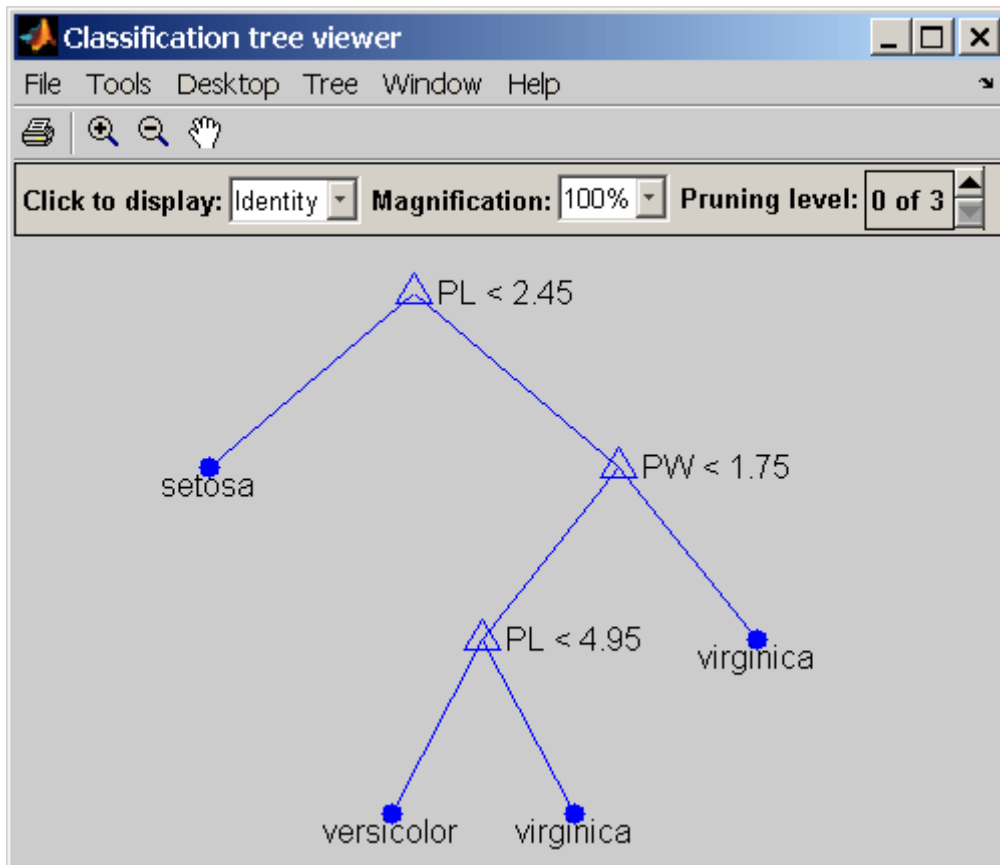 Classification tree viewer
File Tools Desktop Tree Window Help
Click to display: Identity Magnification: 100% Pruning level: 0 of 3
PL < 2.45
setosa
PW < 1.75
PL < 4.95
virginica
versicolor
virginica